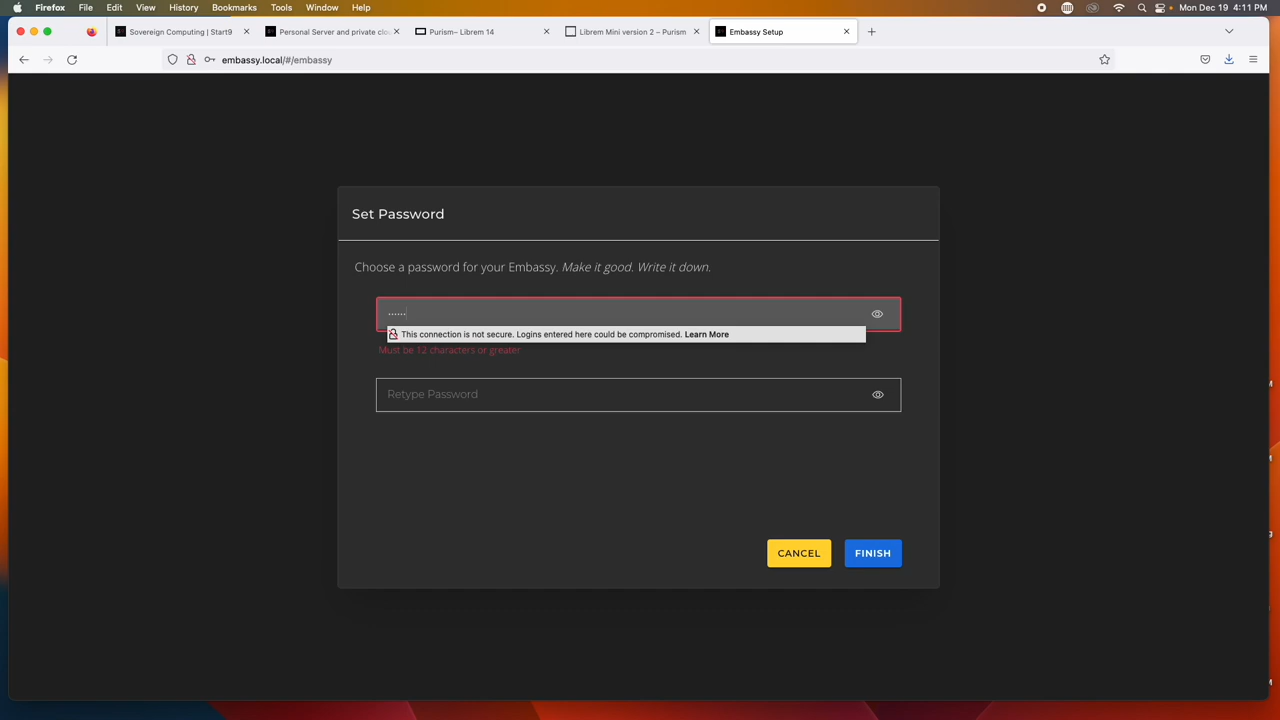 Firefox File Edit View History Bookmarks Tools Window Help Mon Dec 19 4:11 PM
Sovereign Computing | Start9 Personal Server and private clo Purism– Librem 14 Librem Mini version 2 – Purism Embassy Setup
embassy.local/#/embassy
Set Password
Choose a password for your Embassy. Make it good. Write it down.
······
This connection is not secure. Logins entered here could be compromised. Learn More
Must be 12 characters or greater
Retype Password
CANCEL FINISH